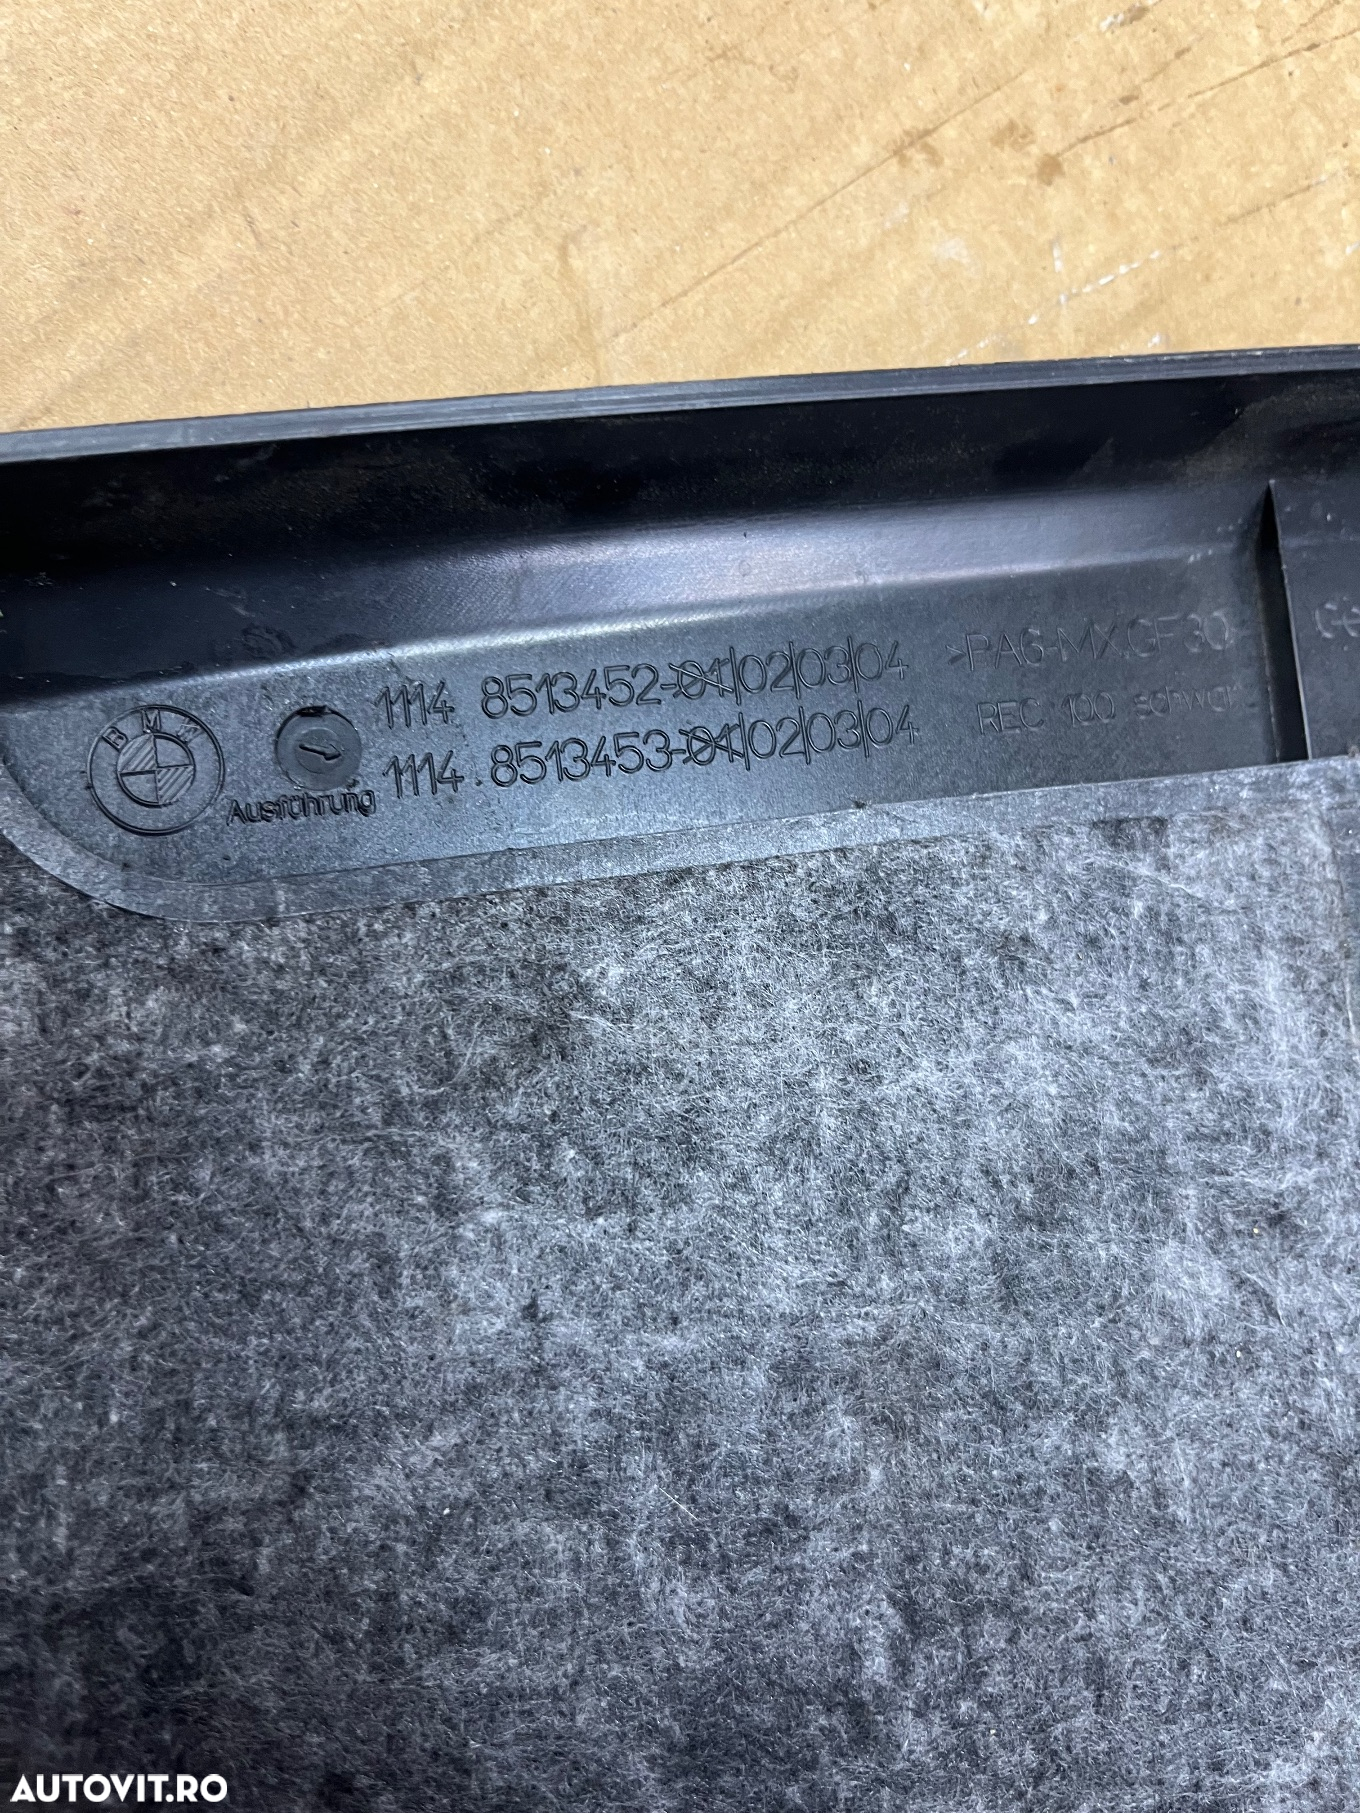 BMW
1114 8513452-01|02|03|04 >PA6-MX.GF30
1114 8513453-01|02|03|04 REC 100 schwarz
Ausführung
AUTOVIT.RO